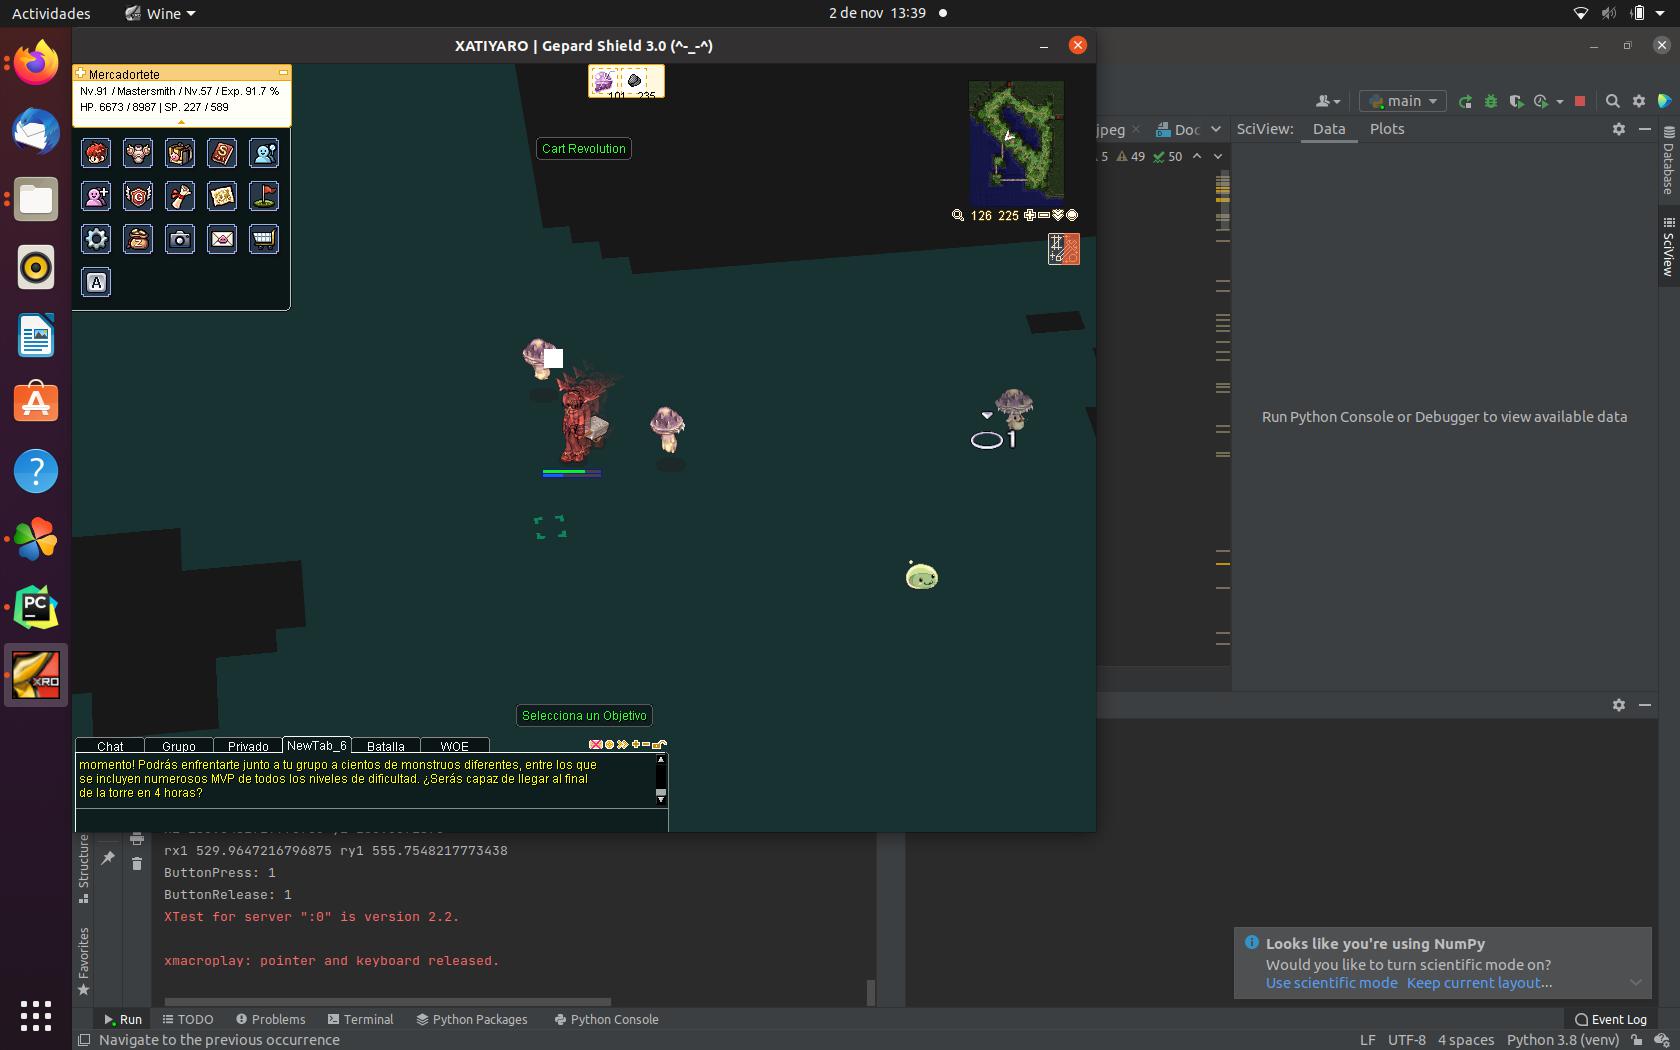 Actividades
Wine
2 de nov 13:39
XATIYARO | Gepard Shield 3.0 (^-_-^)
Mercadortete
Nv.91 / Mastersmith / Nv.57 / Exp. 91.7 %
HP. 6673 / 8987 | SP. 227 / 589
101 235
Cart Revolution
126 225
A
1
Selecciona un Objetivo
Chat Grupo Privado NewTab_6 Batalla WOE
momento! Podrás enfrentarte junto a tu grupo a cientos de monstruos diferentes, entre los que
se incluyen numerosos MVP de todos los niveles de dificultad. ¿Serás capaz de llegar al final
de la torre en 4 horas?
main
jpeg
Doc
SciView: Data Plots
5 49 50
Database
SciView
Run Python Console or Debugger to view available data
PC
XRO
rx1 529.9647216796875 ry1 555.7548217773438
ButtonPress: 1
ButtonRelease: 1
XTest for server ":0" is version 2.2.
xmacroplay: pointer and keyboard released.
Structure
Favorites
Looks like you're using NumPy
Would you like to turn scientific mode on?
Use scientific mode Keep current layout...
Run TODO Problems Terminal Python Packages Python Console
Event Log
Navigate to the previous occurrence
LF UTF-8 4 spaces Python 3.8 (venv)